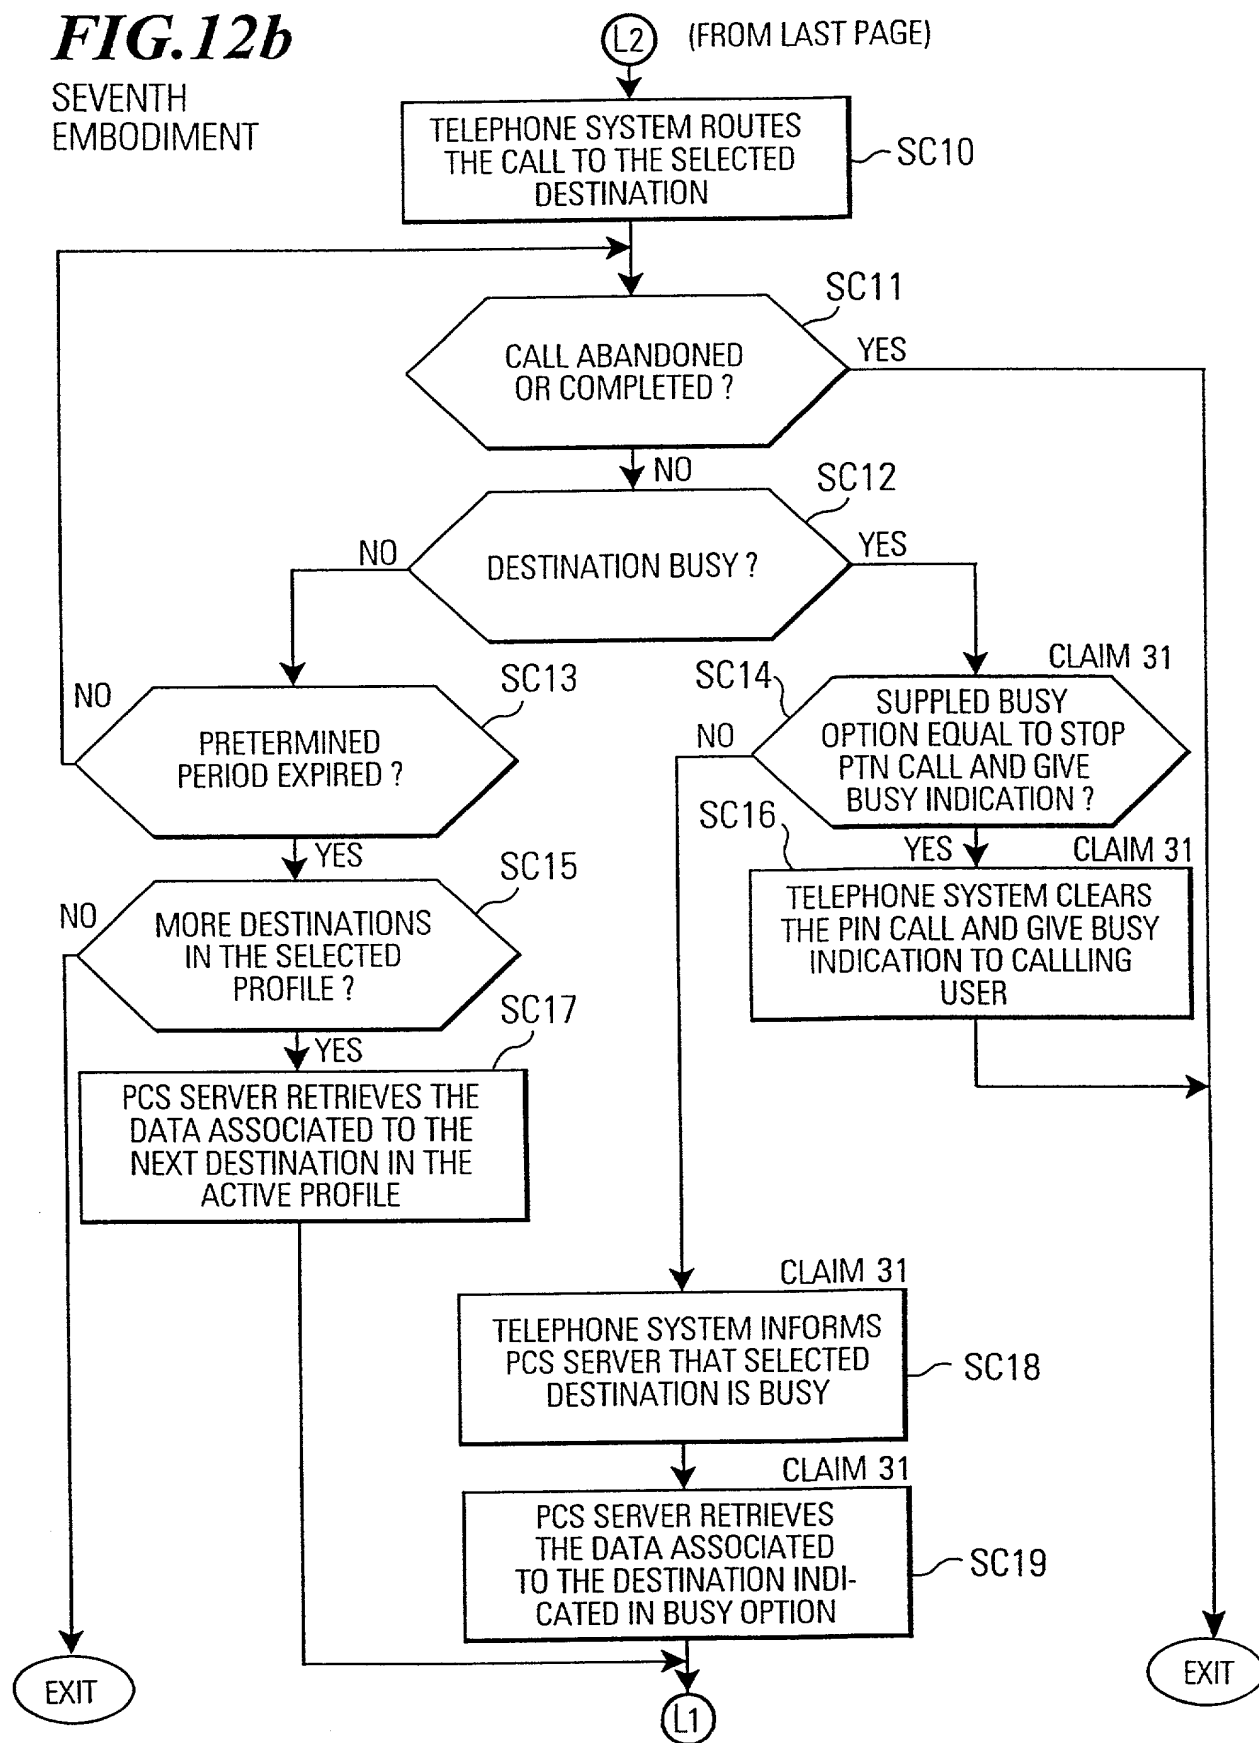 FIG.12b
SEVENTH
EMBODIMENT
L2
(FROM LAST PAGE)
TELEPHONE SYSTEM ROUTES
THE CALL TO THE SELECTED
DESTINATION
SC10
SC11
CALL ABANDONED
OR COMPLETED ?
YES
NO
SC12
DESTINATION BUSY ?
NO
YES
SC13
NO
PRETERMINED
PERIOD EXPIRED ?
YES
CLAIM 31
SC14
NO
SUPPLED BUSY
OPTION EQUAL TO STOP
PTN CALL AND GIVE
BUSY INDICATION ?
YES
SC15
NO
MORE DESTINATIONS
IN THE SELECTED
PROFILE ?
YES
SC16
CLAIM 31
TELEPHONE SYSTEM CLEARS
THE PIN CALL AND GIVE BUSY
INDICATION TO CALLLING
USER
SC17
PCS SERVER RETRIEVES THE
DATA ASSOCIATED TO THE
NEXT DESTINATION IN THE
ACTIVE PROFILE
CLAIM 31
TELEPHONE SYSTEM INFORMS
PCS SERVER THAT SELECTED
DESTINATION IS BUSY
SC18
CLAIM 31
PCS SERVER RETRIEVES
THE DATA ASSOCIATED
TO THE DESTINATION INDI-
CATED IN BUSY OPTION
SC19
EXIT
L1
EXIT